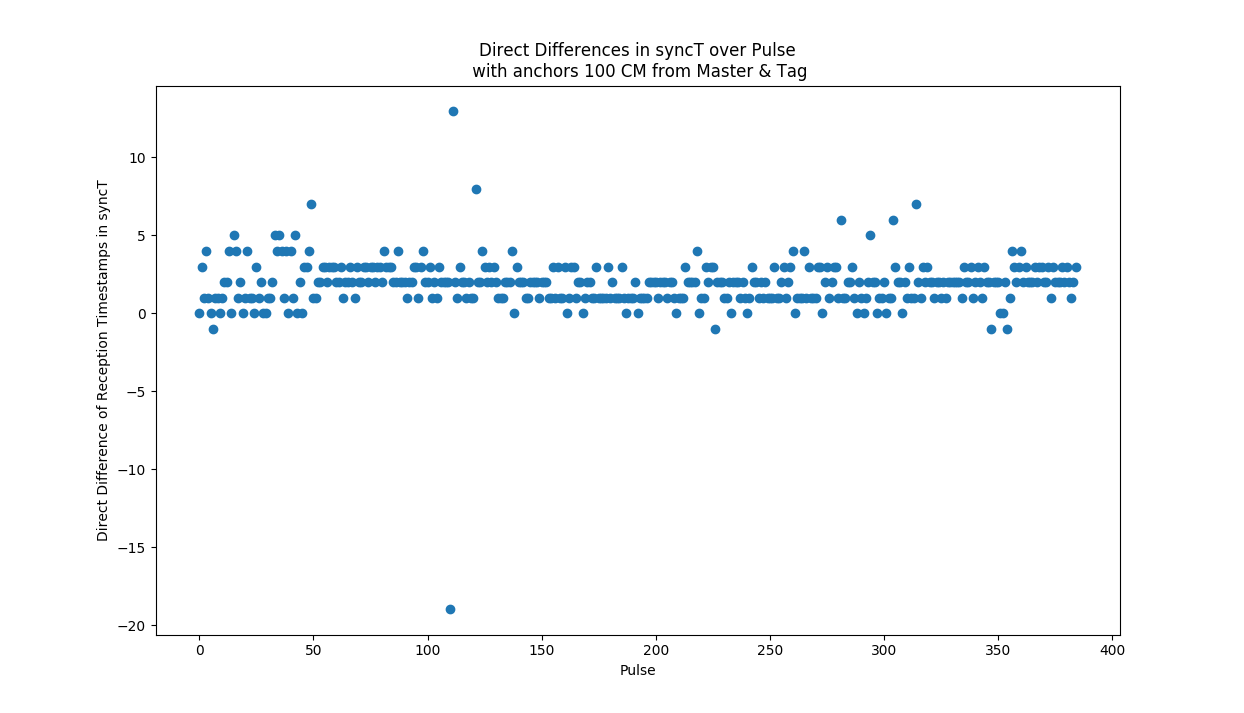 Direct Differences in syncT over Pulse
with anchors 100 CM from Master & Tag
Direct Difference of Reception Timestamps in syncT
10
5
0
−5
−10
−15
−20
0 50 100 150 200 250 300 350 400
Pulse